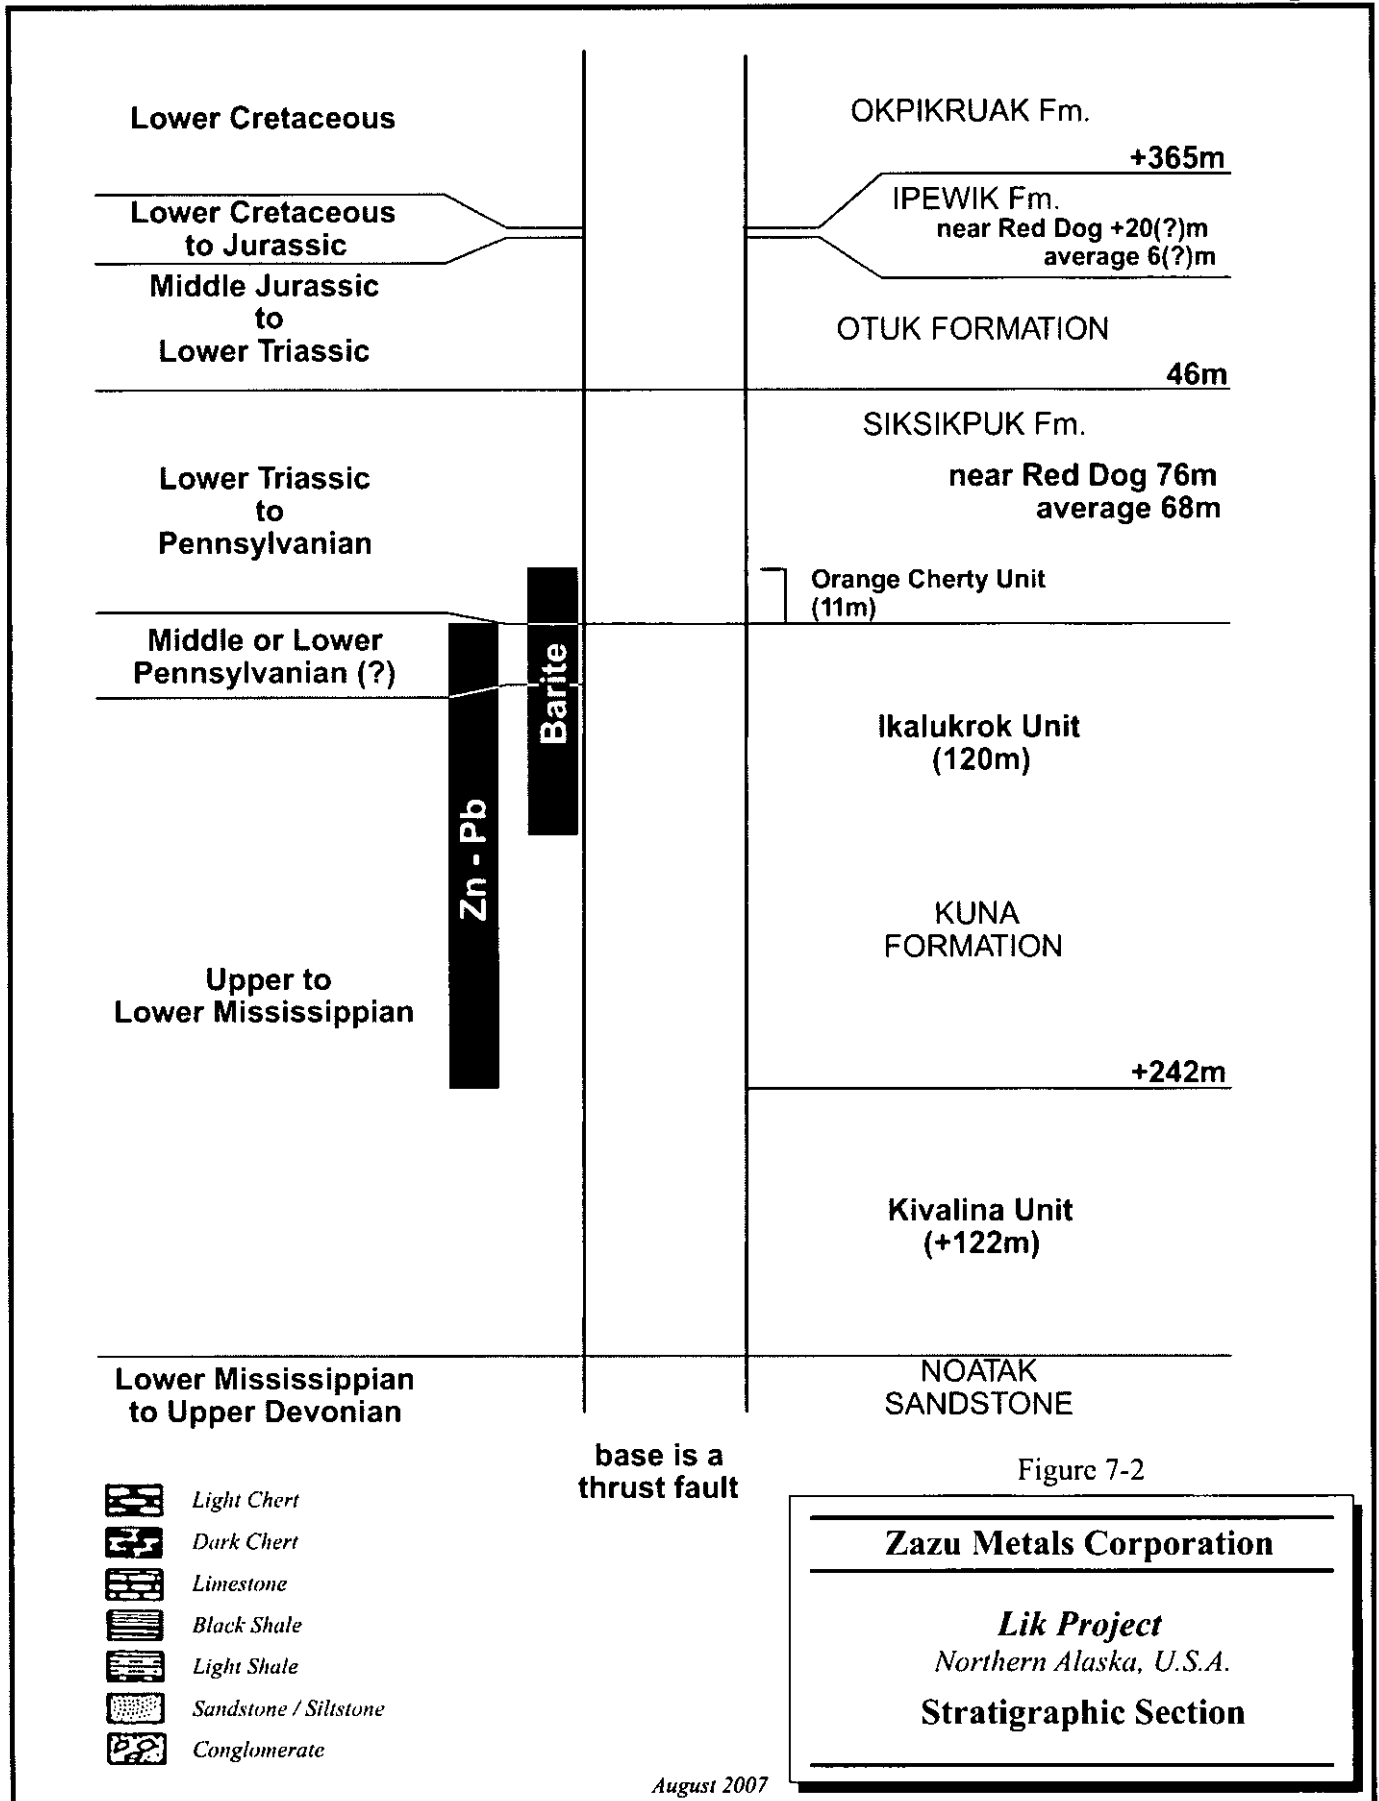 Lower Cretaceous
OKPIKRUAK Fm.
+365m
Lower Cretaceous
to Jurassic
IPEWIK Fm.
near Red Dog +20(?)m
average 6(?)m
Middle Jurassic
to
Lower Triassic
OTUK FORMATION
46m
SIKSIKPUK Fm.
near Red Dog 76m
average 68m
Lower Triassic
to
Pennsylvanian
Orange Cherty Unit
(11m)
Middle or Lower
Pennsylvanian (?)
Barite
Zn - Pb
Ikalukrok Unit
(120m)
KUNA
FORMATION
Upper to
Lower Mississippian
+242m
Kivalina Unit
(+122m)
Lower Mississippian
to Upper Devonian
NOATAK
SANDSTONE
base is a
thrust fault
Light Chert
Dark Chert
Limestone
Black Shale
Light Shale
Sandstone / Siltstone
Conglomerate
Figure 7-2
Zazu Metals Corporation
Lik Project
Northern Alaska, U.S.A.
Stratigraphic Section
August 2007